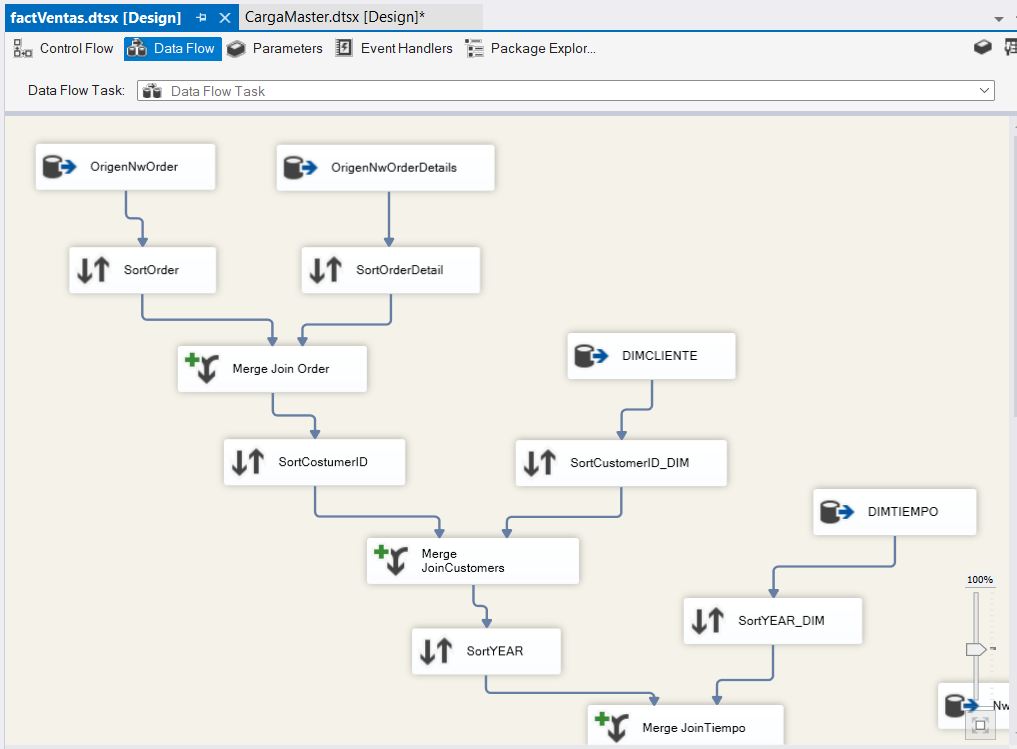 factVentas.dtsx [Design]
CargaMaster.dtsx [Design]*
Control Flow
Data Flow
Parameters
Event Handlers
Package Explor...
Data Flow Task:
Data Flow Task
OrigenNwOrder
OrigenNwOrderDetails
SortOrder
SortOrderDetail
Merge Join Order
DIMCLIENTE
SortCostumerID
SortCustomerID_DIM
DIMTIEMPO
Merge
JoinCustomers
100%
SortYEAR_DIM
SortYEAR
Nw
Merge JoinTiempo